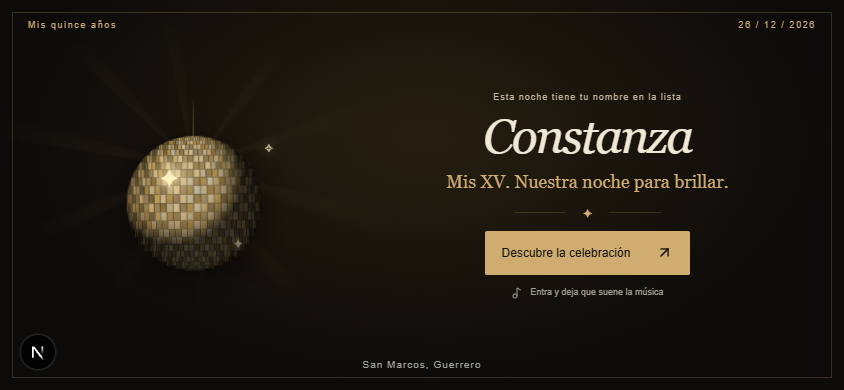 Mis quince años
26 / 12 / 2026
Esta noche tiene tu nombre en la lista
Constanza
Mis XV. Nuestra noche para brillar.
Descubre la celebración
Entra y deja que suene la música
N
San Marcos, Guerrero